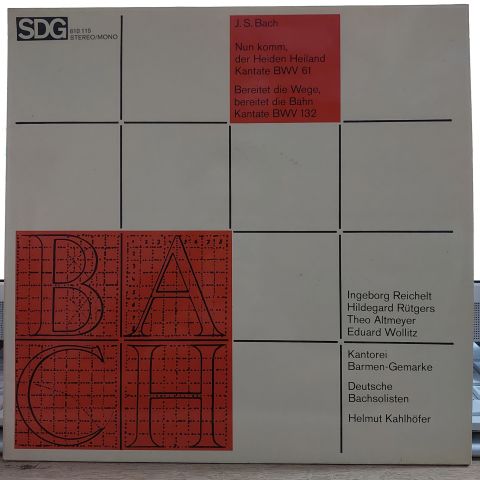 SDG 610 115
STEREO/MONO
J. S. Bach
Nun komm,
der Heiden Heiland
Kantate BWV 61
Bereitet die Wege,
bereitet die Bahn
Kantate BWV 132
BA
CH
Ingeborg Reichelt
Hildegard Rütgers
Theo Altmeyer
Eduard Wollitz
Kantorei
Barmen-Gemarke
Deutsche
Bachsolisten
Helmut Kahlhöfer